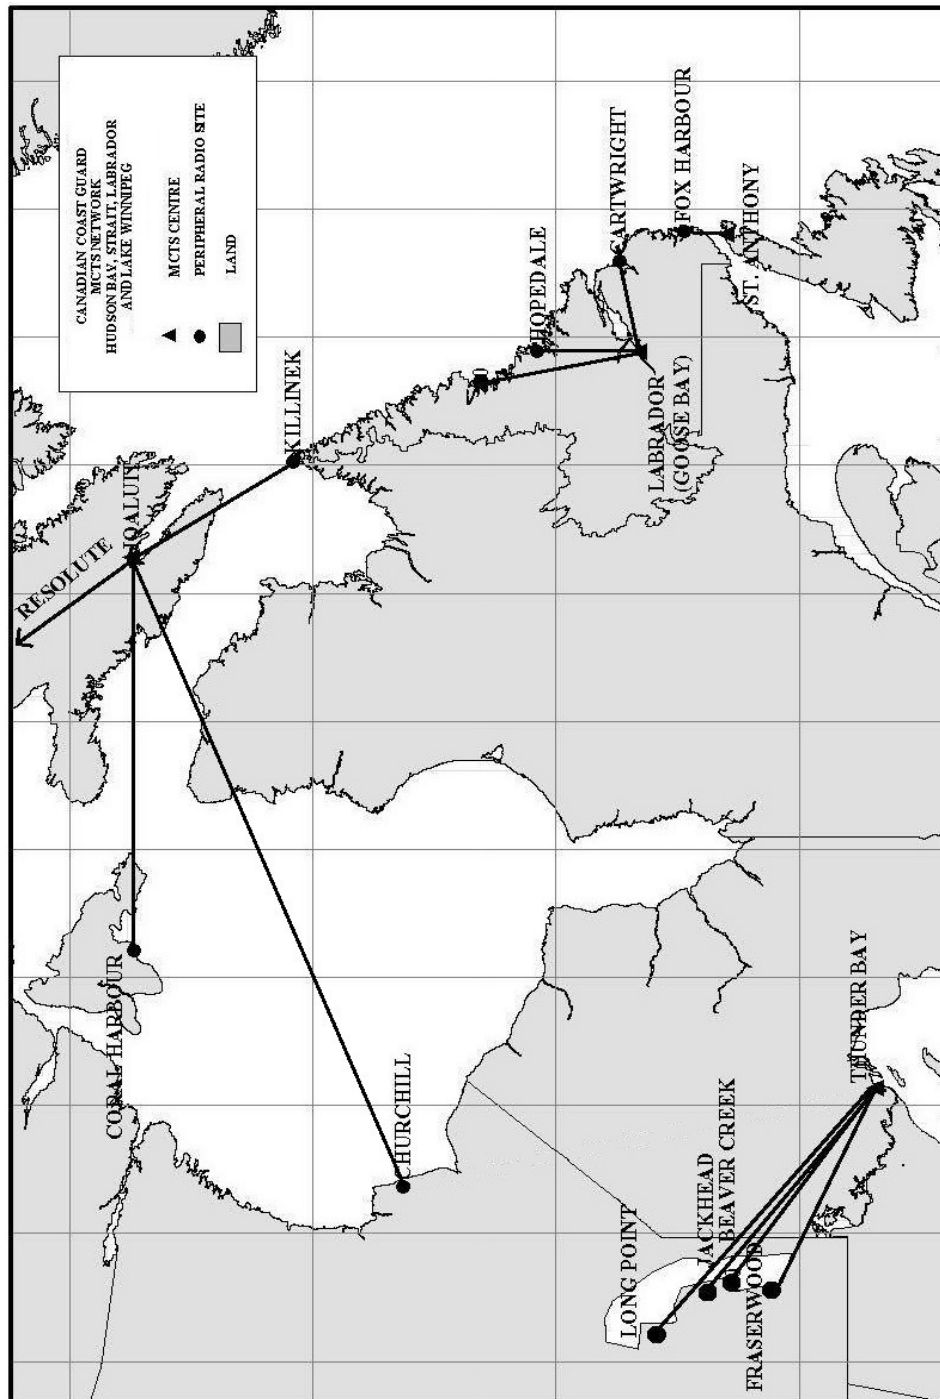 CANADIAN COAST GUARD
MCTS NETWORK
HUDSON BAY, STRAIT, LABRADOR
AND LAKE WINNIPEG
MCTS CENTRE
PERIPHERAL RADIO SITE
LAND
RESOLUTE
IQALUIT
KILLINEK
CORAL HARBOUR
CHURCHILL
HOPEDALE
CARTWRIGHT
FOX HARBOUR
ST. ANTHONY
LABRADOR
(GOOSE BAY)
LONG POINT
JACKHEAD
BEAVER CREEK
FRASERWOOD
THUNDER BAY